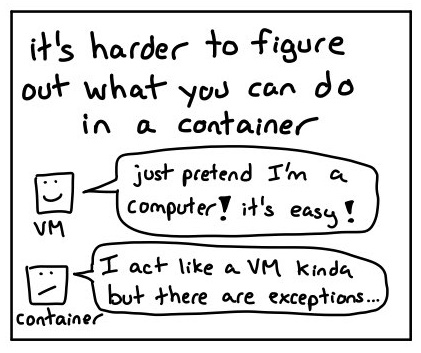 it's harder to figure
out what you can do
in a container
just pretend I'm a
computer! it's easy!
VM
I act like a VM kinda
but there are exceptions...
container